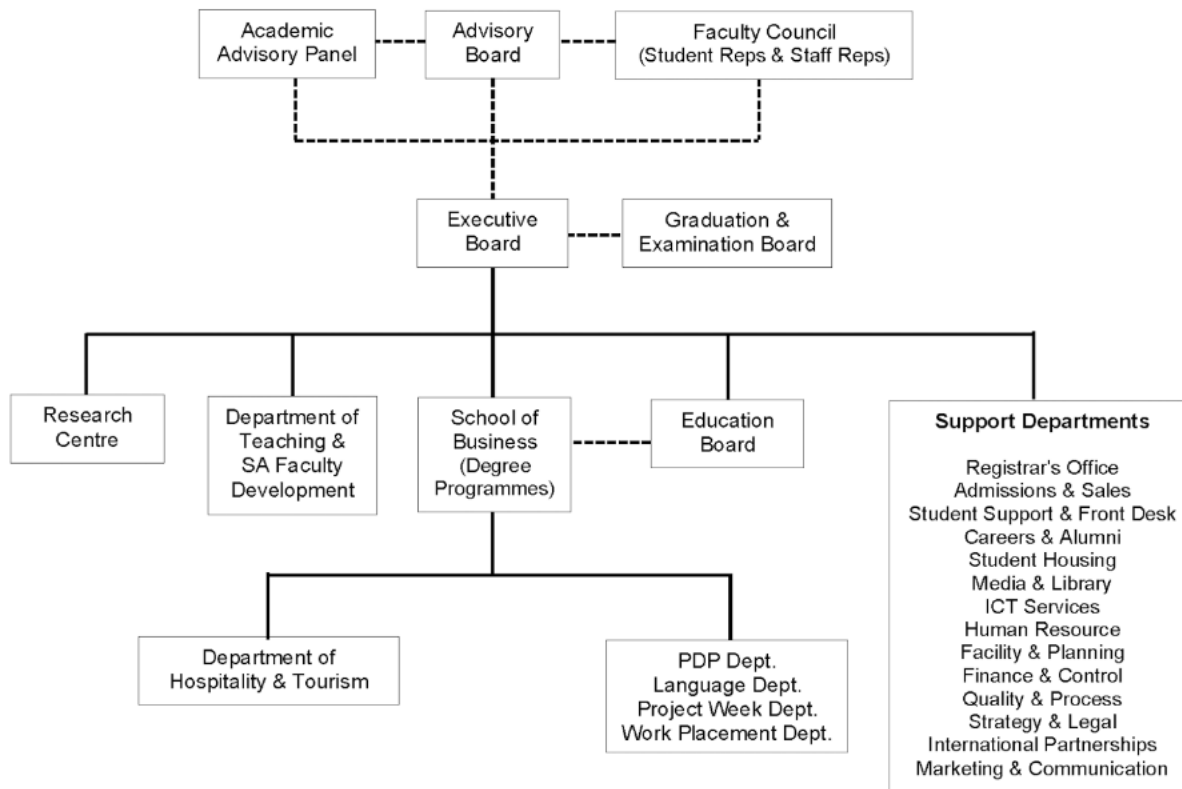 Academic
Advisory Panel
Advisory
Board
Faculty Council
(Student Reps & Staff Reps)
Executive
Board
Graduation &
Examination Board
Research
Centre
Department of
Teaching &
SA Faculty
Development
School of
Business
(Degree
Programmes)
Education
Board
Support Departments
Registrar's Office
Admissions & Sales
Student Support & Front Desk
Careers & Alumni
Student Housing
Media & Library
ICT Services
Human Resource
Facility & Planning
Finance & Control
Quality & Process
Strategy & Legal
International Partnerships
Marketing & Communication
Department of
Hospitality & Tourism
PDP Dept.
Language Dept.
Project Week Dept.
Work Placement Dept.